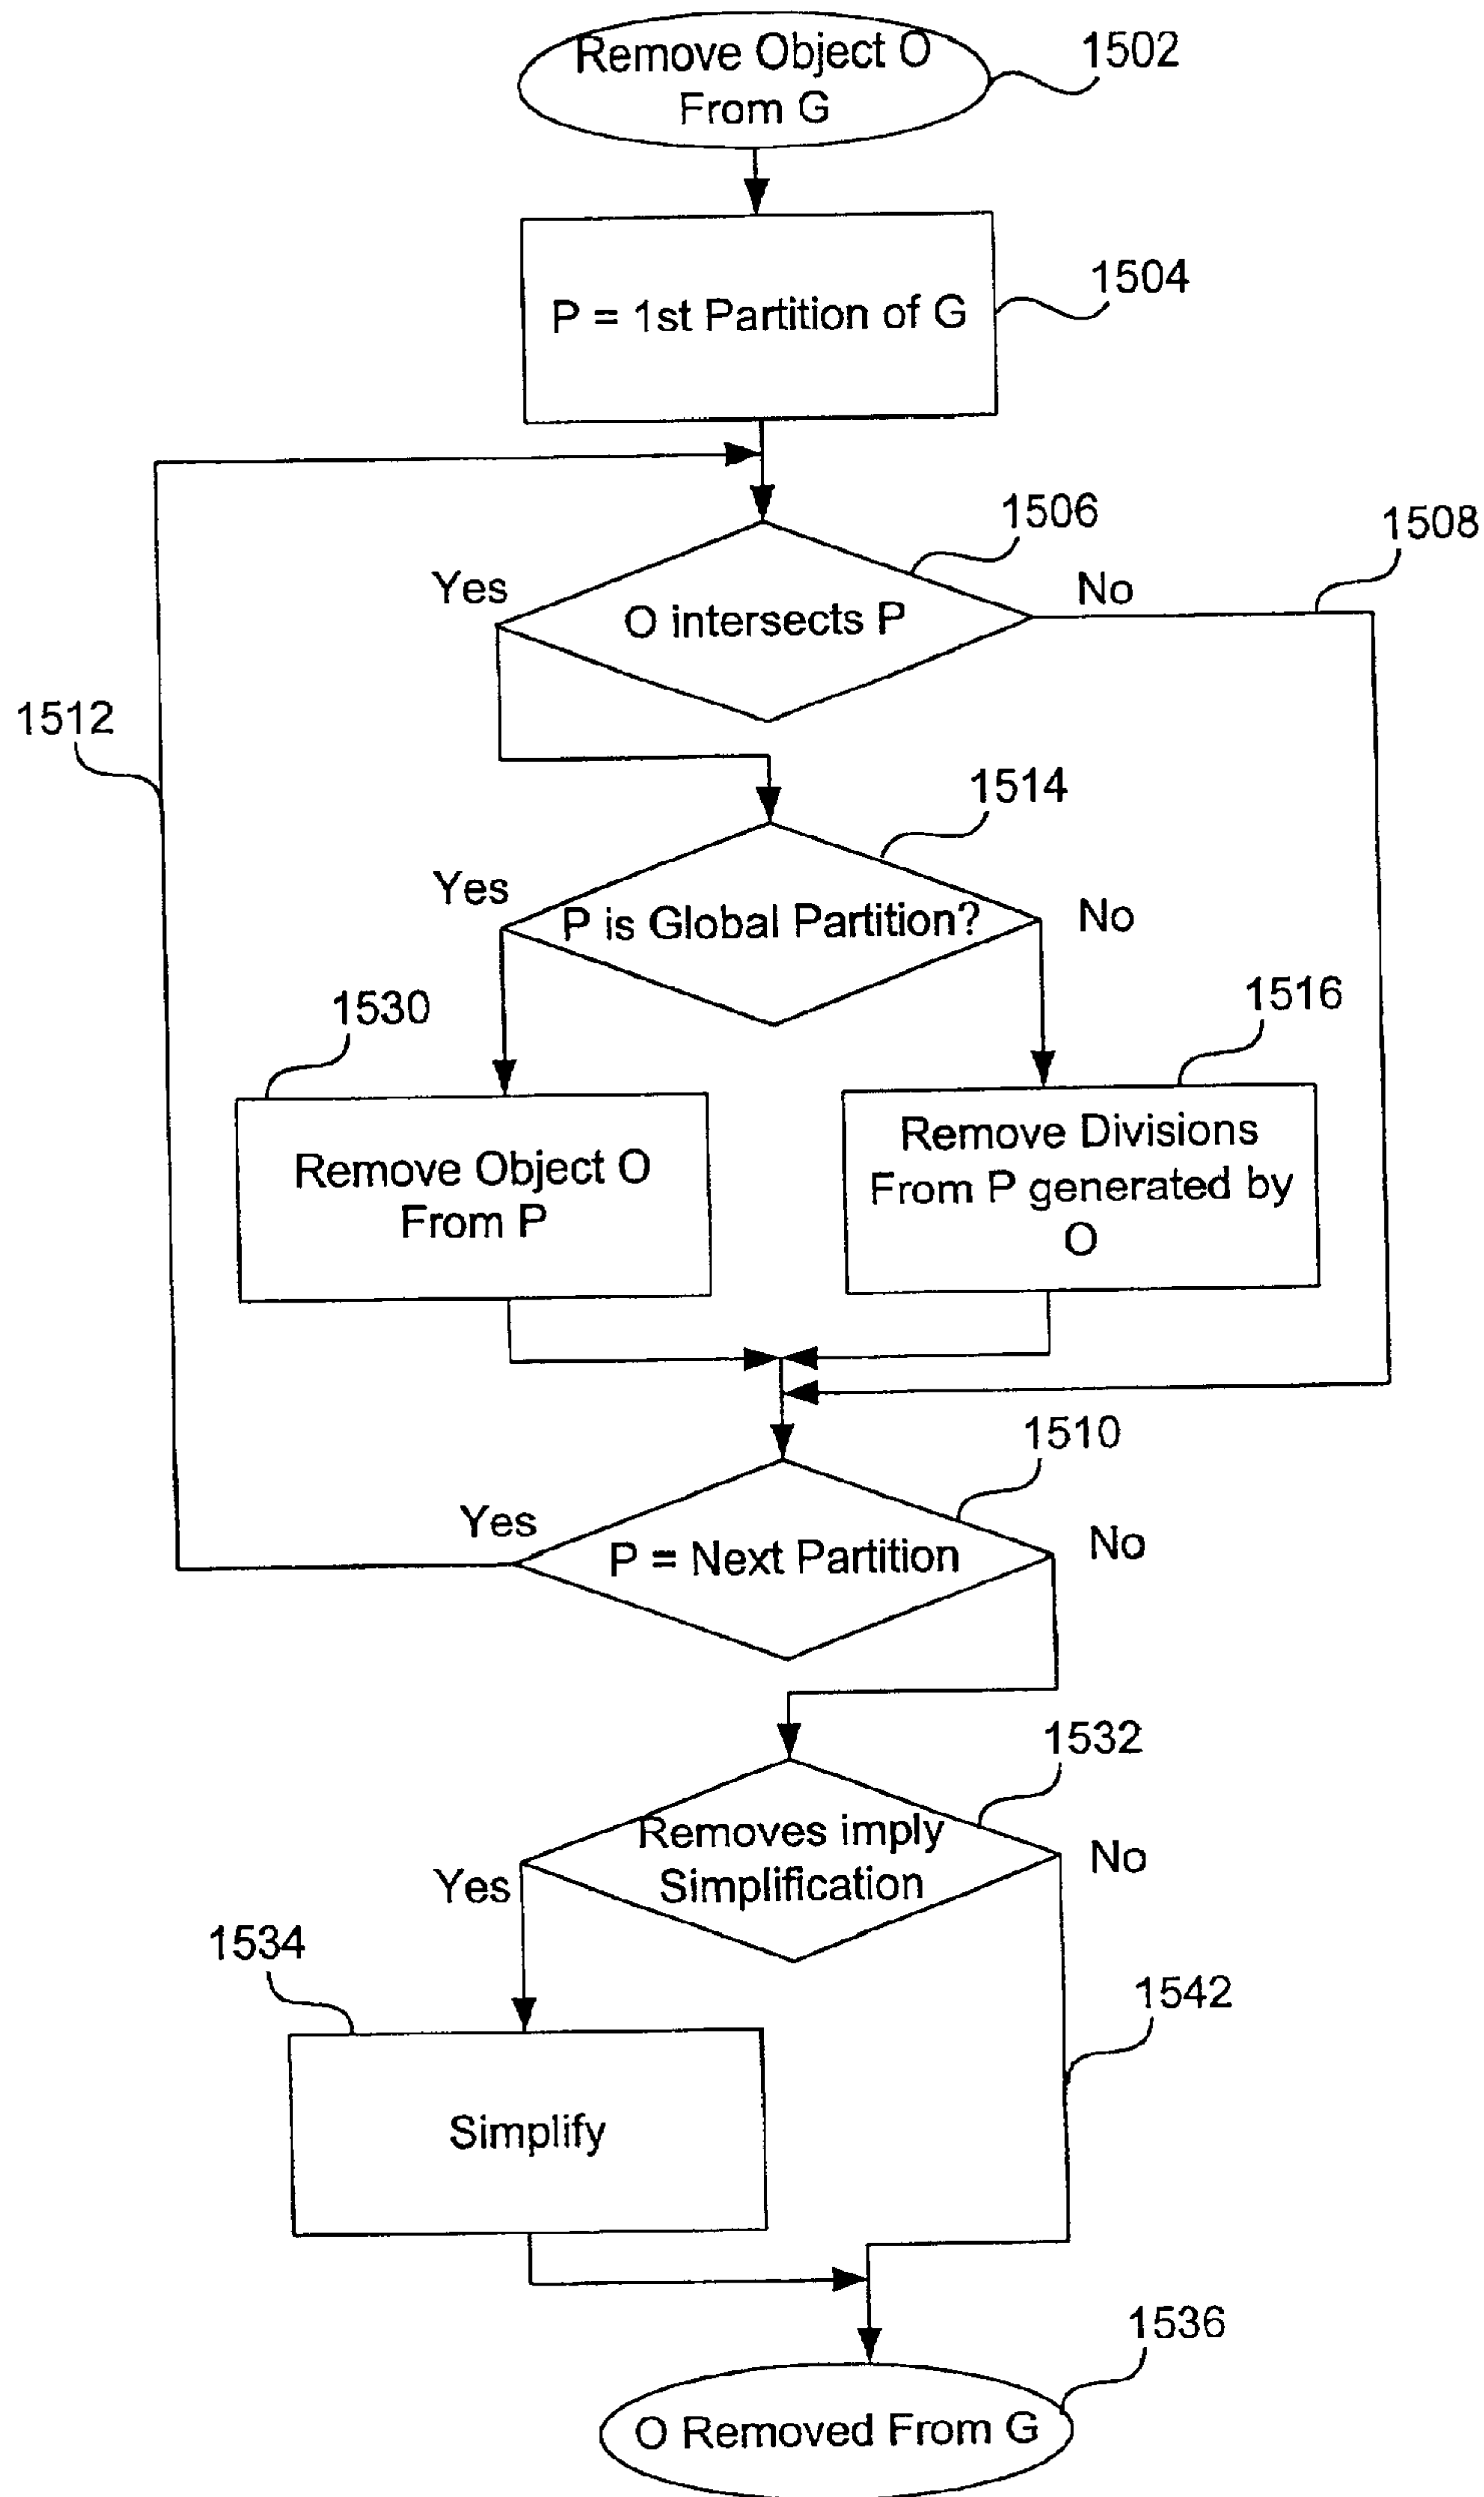 Remove Object O
From G
1502
P = 1st Partition of G
1504
1506
1508
Yes
O intersects P
No
1512
1514
Yes
P is Global Partition?
No
1530
1516
Remove Object O
From P
Remove Divisions
From P generated by
O
1510
Yes
P = Next Partition
No
1532
Removes imply
Simplification
Yes
No
1534
1542
Simplify
1536
O Removed From G